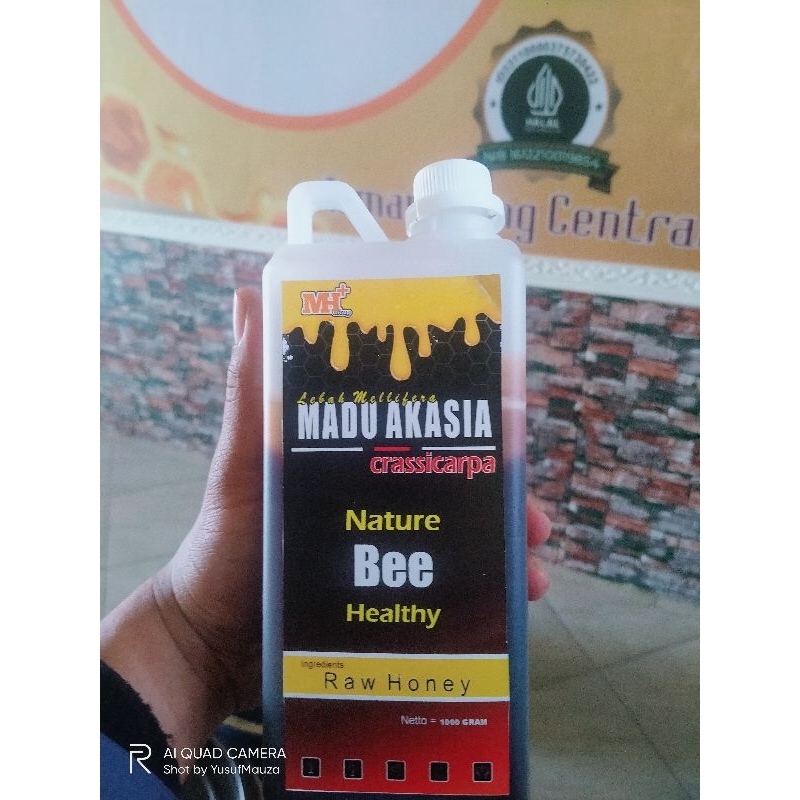 HALAL
ng Centra
MH+
Lebah Mellifera
MADU AKASIA
crassicarpa
Nature
Bee
Healthy
Ingredients
Raw Honey
Netto = 1000 GRAM
AI QUAD CAMERA
Shot by YusufMauza